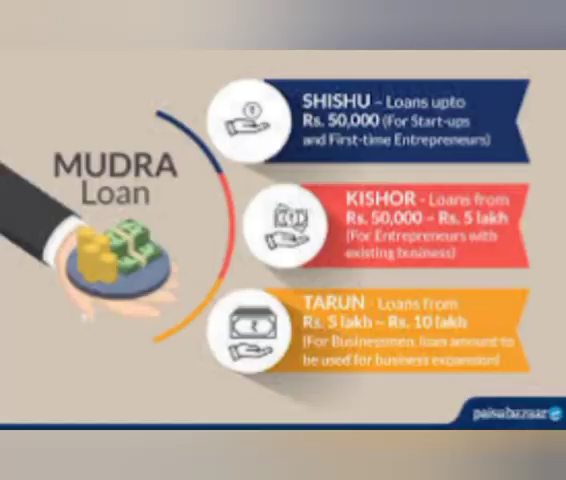 MUDRA
Loan
SHISHU – Loans upto
Rs. 50,000 (For Start-ups
and First-time Entrepreneurs)
KISHOR - Loans from
Rs. 50,000 – Rs. 5 lakh
(For Entrepreneurs with
existing business)
TARUN - Loans from
Rs. 5 lakh – Rs. 10 lakh
(For Businessmen, loan amount to
be used for business expansion)
paisabazaar